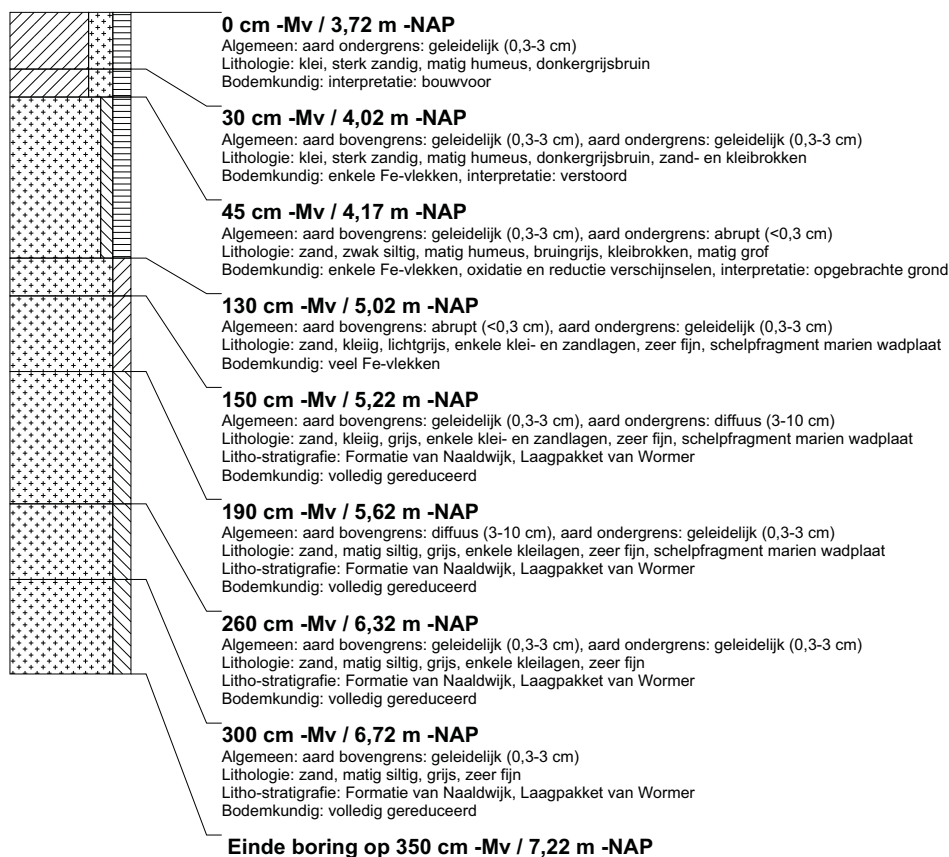 0 cm -Mv / 3,72 m -NAP
Algemeen: aard ondergrens: geleidelijk (0,3-3 cm)
Lithologie: klei, sterk zandig, matig humeus, donkergrijsbruin
Bodemkundig: interpretatie: bouwvoor
30 cm -Mv / 4,02 m -NAP
Algemeen: aard bovengrens: geleidelijk (0,3-3 cm), aard ondergrens: geleidelijk (0,3-3 cm)
Lithologie: klei, sterk zandig, matig humeus, donkergrijsbruin, zand- en kleibrokken
Bodemkundig: enkele Fe-vlekken, interpretatie: verstoord
45 cm -Mv / 4,17 m -NAP
Algemeen: aard bovengrens: geleidelijk (0,3-3 cm), aard ondergrens: abrupt (<0,3 cm)
Lithologie: zand, zwak siltig, matig humeus, bruingrijs, kleibrokken, matig grof
Bodemkundig: enkele Fe-vlekken, oxidatie en reductie verschijnselen, interpretatie: opgebrachte grond
130 cm -Mv / 5,02 m -NAP
Algemeen: aard bovengrens: abrupt (<0,3 cm), aard ondergrens: geleidelijk (0,3-3 cm)
Lithologie: zand, kleiig, lichtgrijs, enkele klei- en zandlagen, zeer fijn, schelpfragment marien wadplaat
Bodemkundig: veel Fe-vlekken
150 cm -Mv / 5,22 m -NAP
Algemeen: aard bovengrens: geleidelijk (0,3-3 cm), aard ondergrens: diffuus (3-10 cm)
Lithologie: zand, kleiig, grijs, enkele klei- en zandlagen, zeer fijn, schelpfragment marien wadplaat
Litho-stratigrafie: Formatie van Naaldwijk, Laagpakket van Wormer
Bodemkundig: volledig gereduceerd
190 cm -Mv / 5,62 m -NAP
Algemeen: aard bovengrens: diffuus (3-10 cm), aard ondergrens: geleidelijk (0,3-3 cm)
Lithologie: zand, matig siltig, grijs, enkele kleilagen, zeer fijn, schelpfragment marien wadplaat
Litho-stratigrafie: Formatie van Naaldwijk, Laagpakket van Wormer
Bodemkundig: volledig gereduceerd
260 cm -Mv / 6,32 m -NAP
Algemeen: aard bovengrens: geleidelijk (0,3-3 cm), aard ondergrens: geleidelijk (0,3-3 cm)
Lithologie: zand, matig siltig, grijs, enkele kleilagen, zeer fijn
Litho-stratigrafie: Formatie van Naaldwijk, Laagpakket van Wormer
Bodemkundig: volledig gereduceerd
300 cm -Mv / 6,72 m -NAP
Algemeen: aard bovengrens: geleidelijk (0,3-3 cm)
Lithologie: zand, matig siltig, grijs, zeer fijn
Litho-stratigrafie: Formatie van Naaldwijk, Laagpakket van Wormer
Bodemkundig: volledig gereduceerd
Einde boring op 350 cm -Mv / 7,22 m -NAP